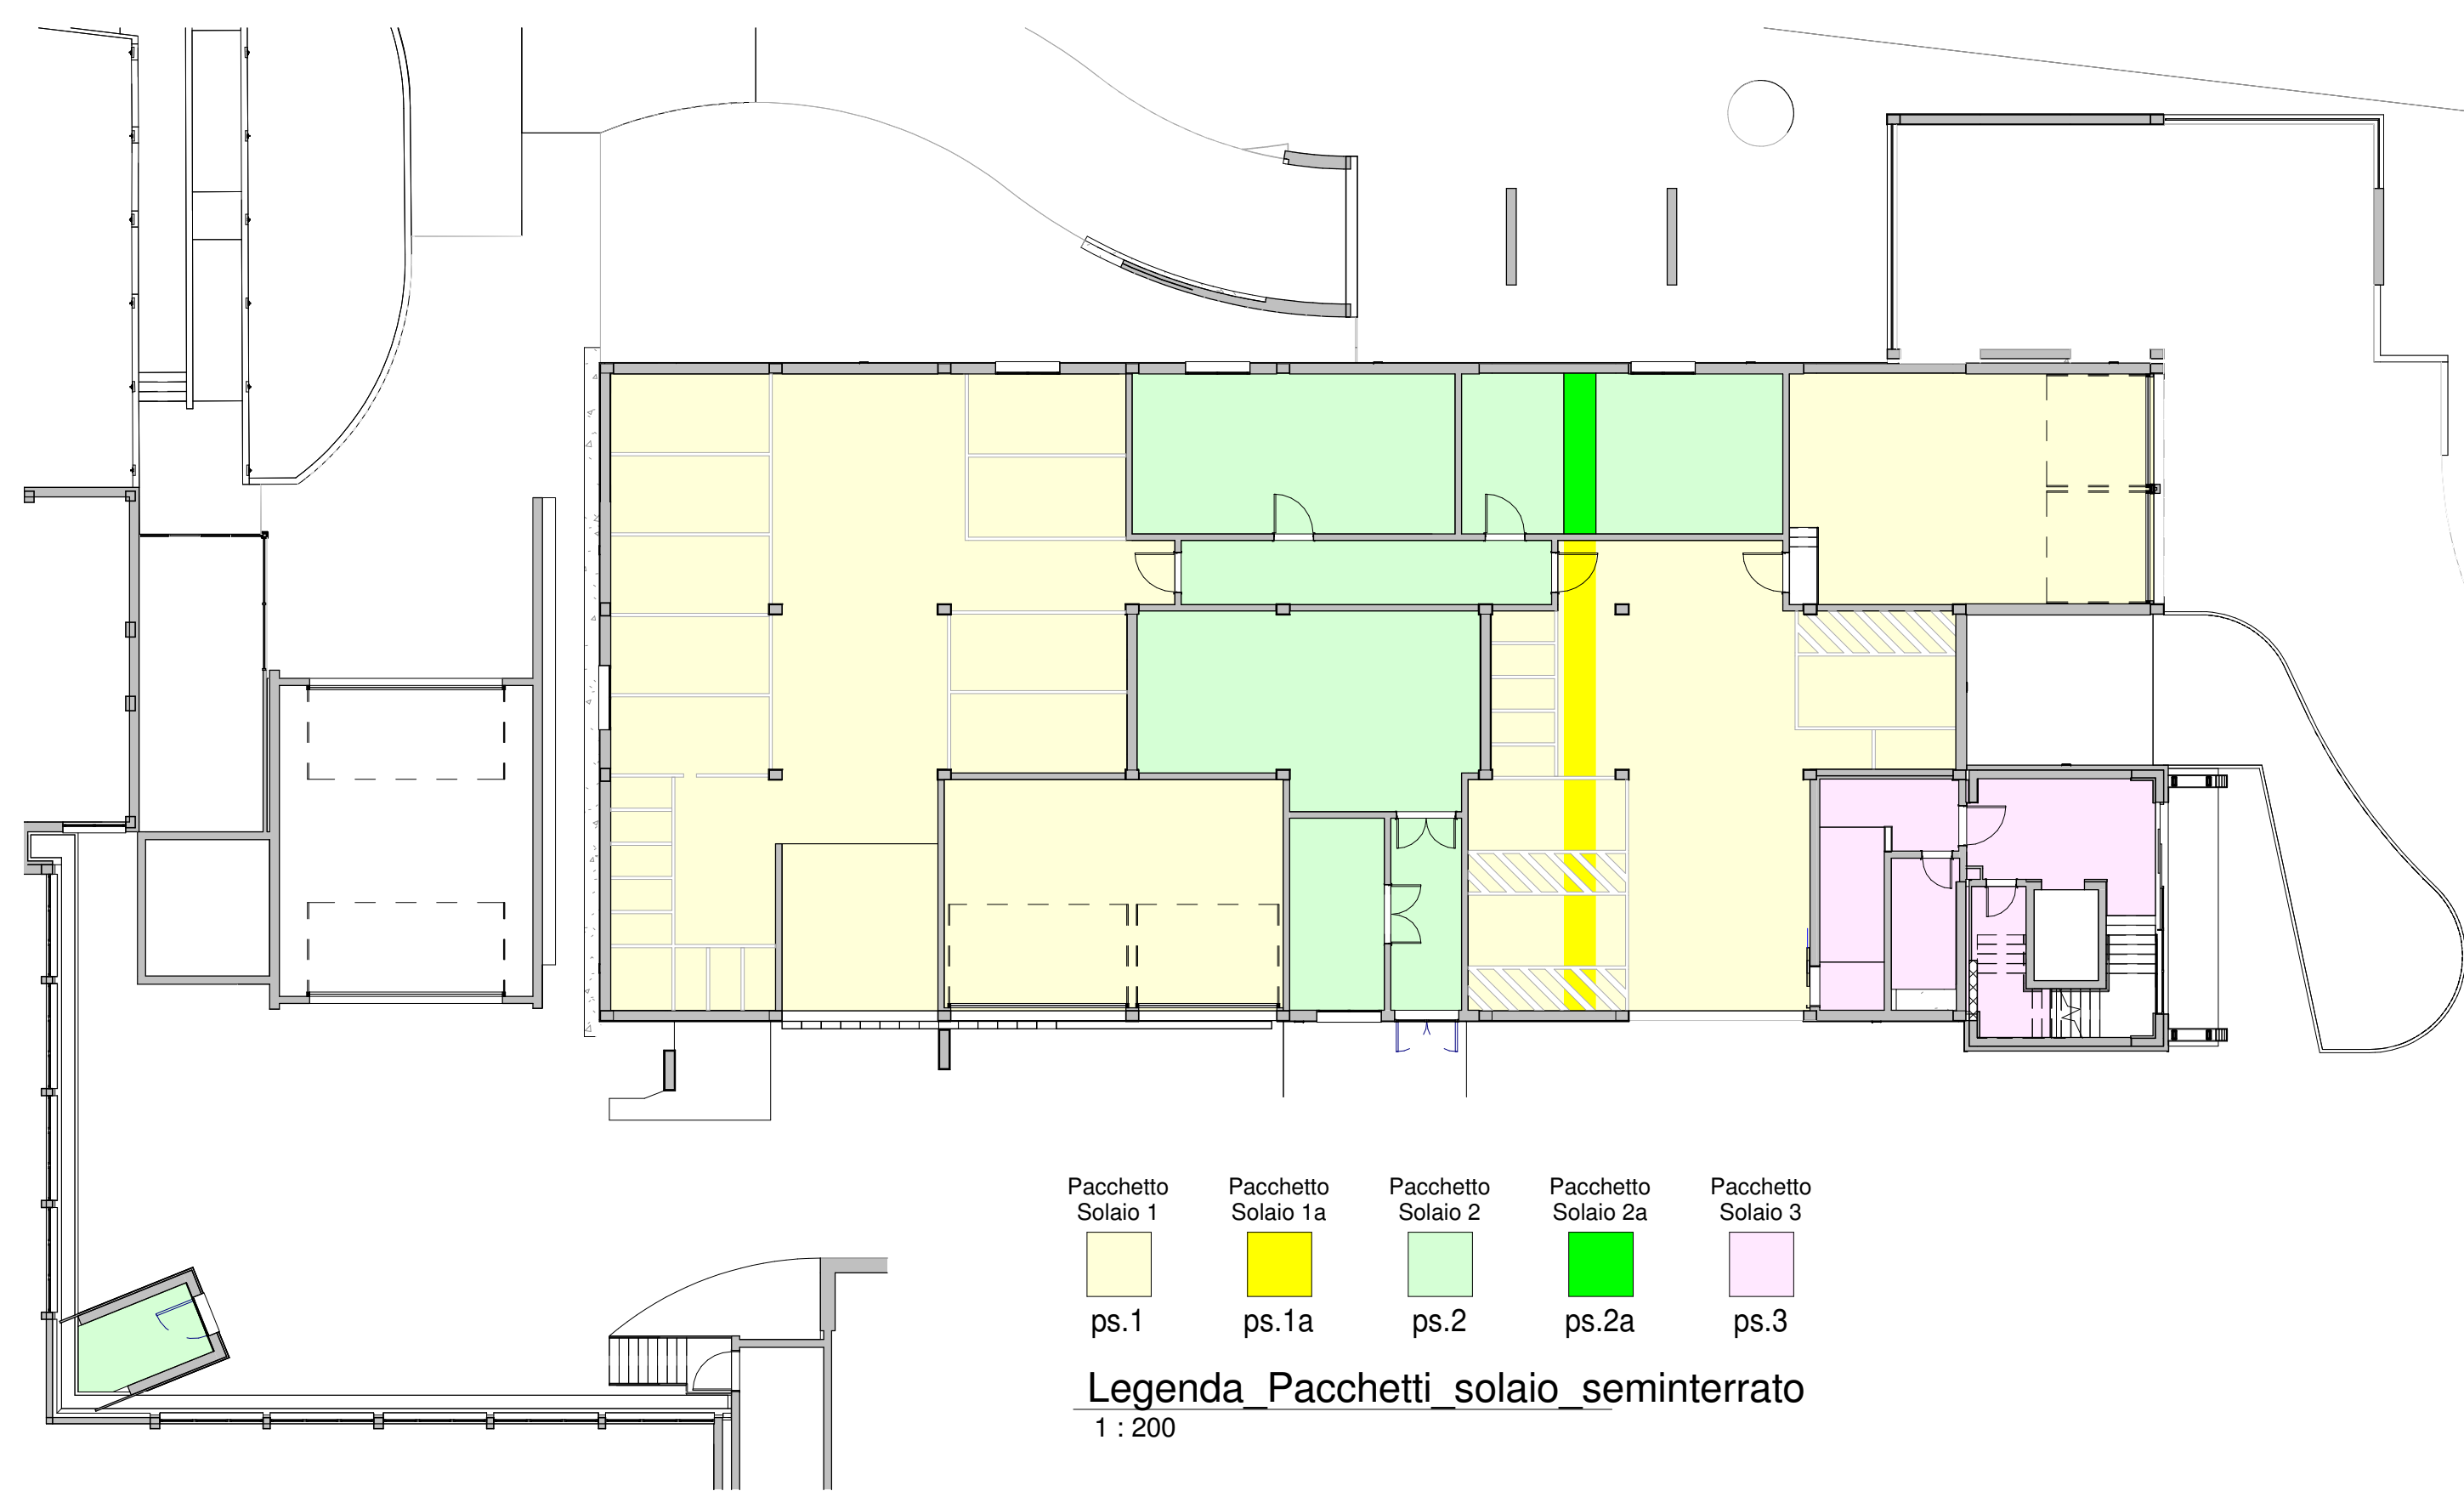 Pacchetto
Solaio 1
Pacchetto
Solaio 1a
Pacchetto
Solaio 2
Pacchetto
Solaio 2a
Pacchetto
Solaio 3
ps.1
ps.1a
ps.2
ps.2a
ps.3
Legenda_Pacchetti_solaio_seminterrato
1 : 200